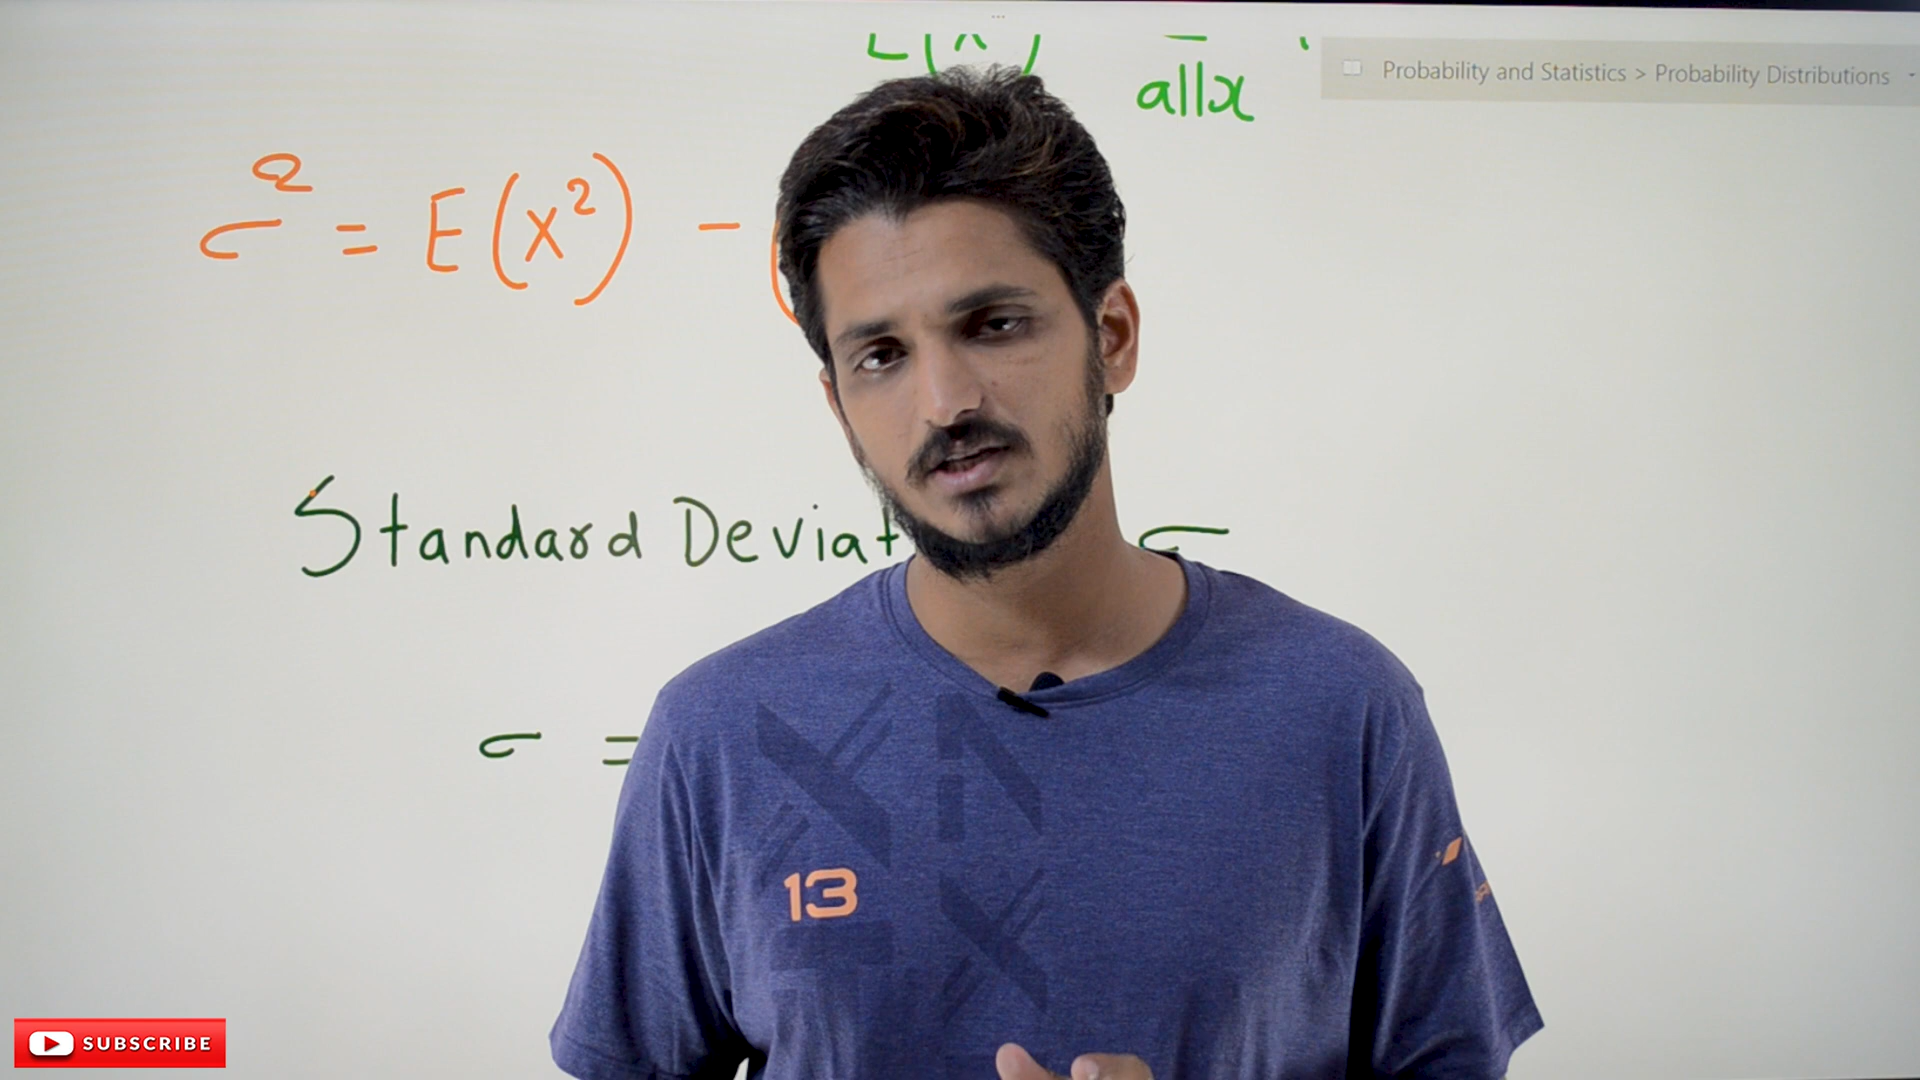 allx
Probability and Statistics > Probability Distributions
σ² = E(X²) - (
Standard Deviat
σ
σ =
13
SUBSCRIBE